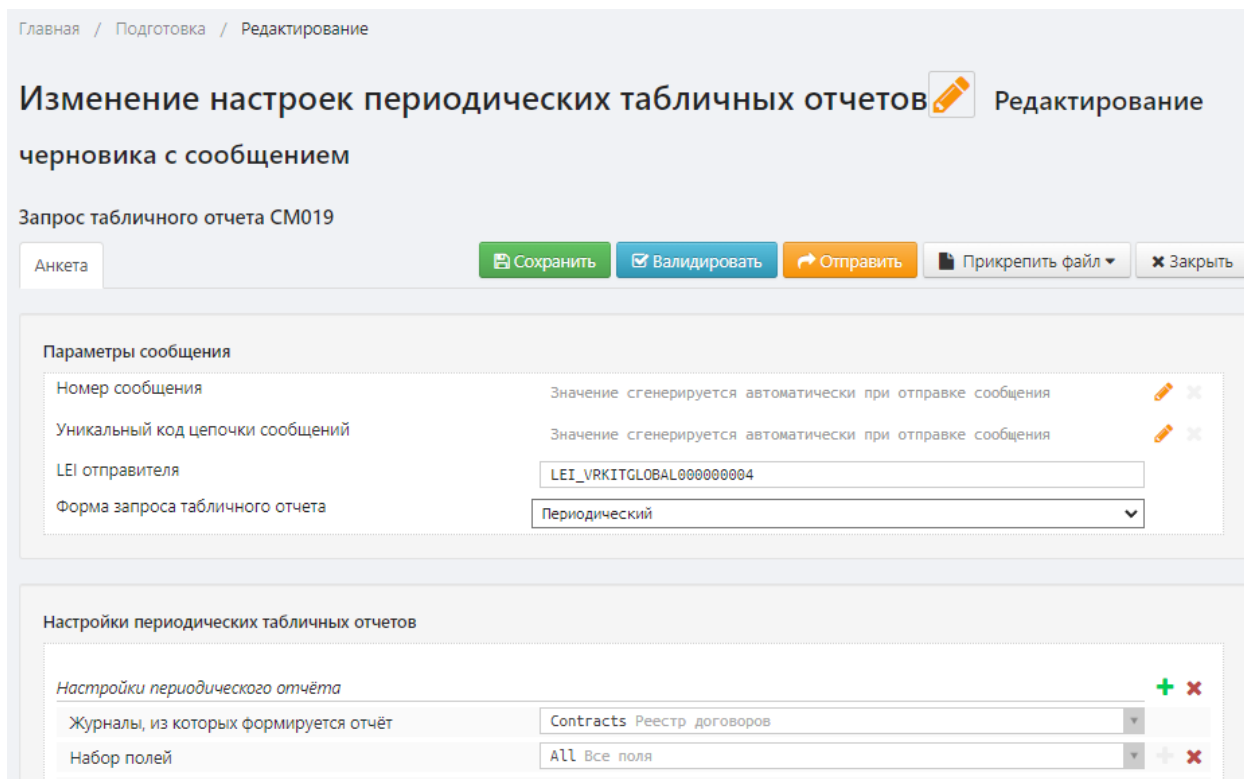 Главная / Подготовка / Редактирование
Изменение настроек периодических табличных отчетов Редактирование
черновика с сообщением
Запрос табличного отчета CM019
Анкета Сохранить Валидировать Отправить Прикрепить файл Закрыть
Параметры сообщения
Номер сообщения Значение сгенерируется автоматически при отправке сообщения
Уникальный код цепочки сообщений Значение сгенерируется автоматически при отправке сообщения
LEI отправителя LEI_VRKITGLOBAL000000004
Форма запроса табличного отчета Периодический
Настройки периодических табличных отчетов
Настройки периодического отчёта
Журналы, из которых формируется отчёт Contracts Реестр договоров
Набор полей All Все поля